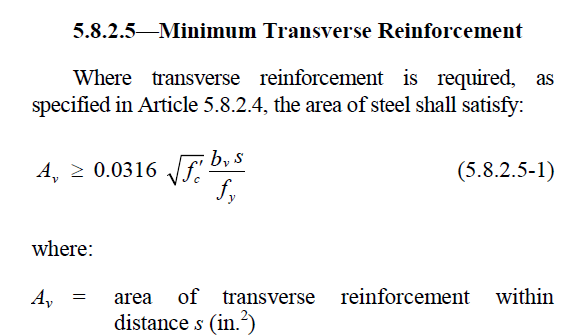 5.8.2.5—Minimum Transverse Reinforcement
Where transverse reinforcement is required, as
specified in Article 5.8.2.4, the area of steel shall satisfy:
A_v ≥ 0.0316 √f'_c b_v s / f_y (5.8.2.5-1)
where:
A_v = area of transverse reinforcement within
distance s (in.²)